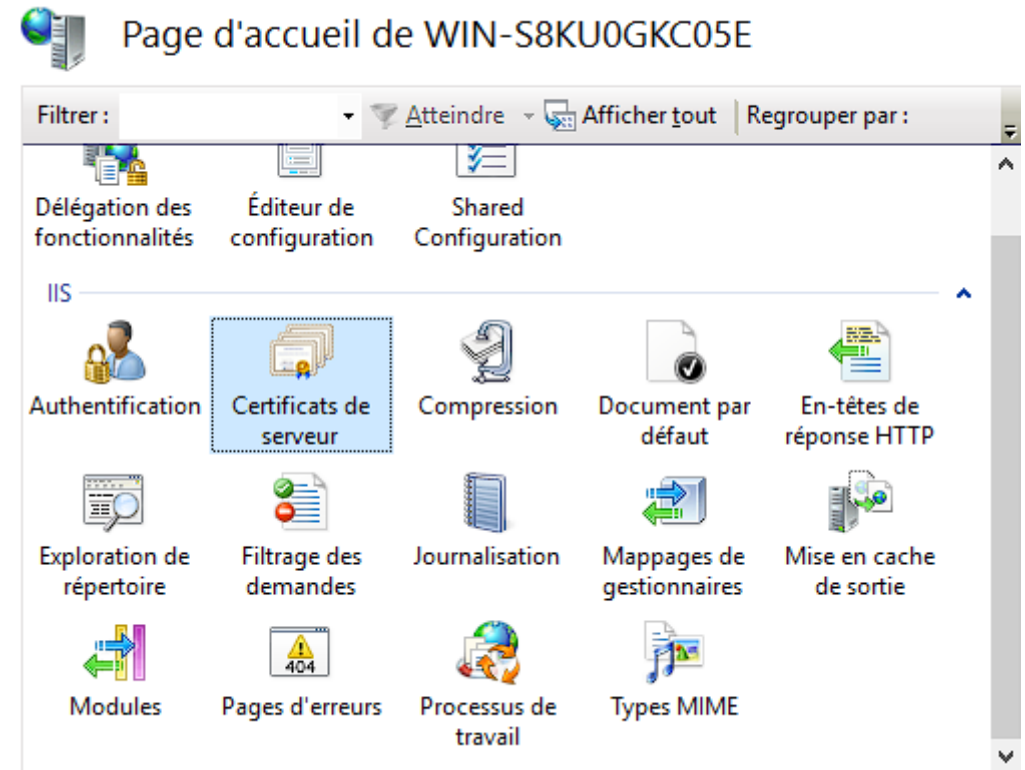 Page d'accueil de WIN-S8KU0GKC05E
Filtrer : Atteindre Afficher tout Regrouper par :
Délégation des fonctionnalités
Éditeur de configuration
Shared Configuration
IIS
Authentification
Certificats de serveur
Compression
Document par défaut
En-têtes de réponse HTTP
Exploration de répertoire
Filtrage des demandes
Journalisation
Mappages de gestionnaires
Mise en cache de sortie
Modules
404
Pages d'erreurs
Processus de travail
Types MIME